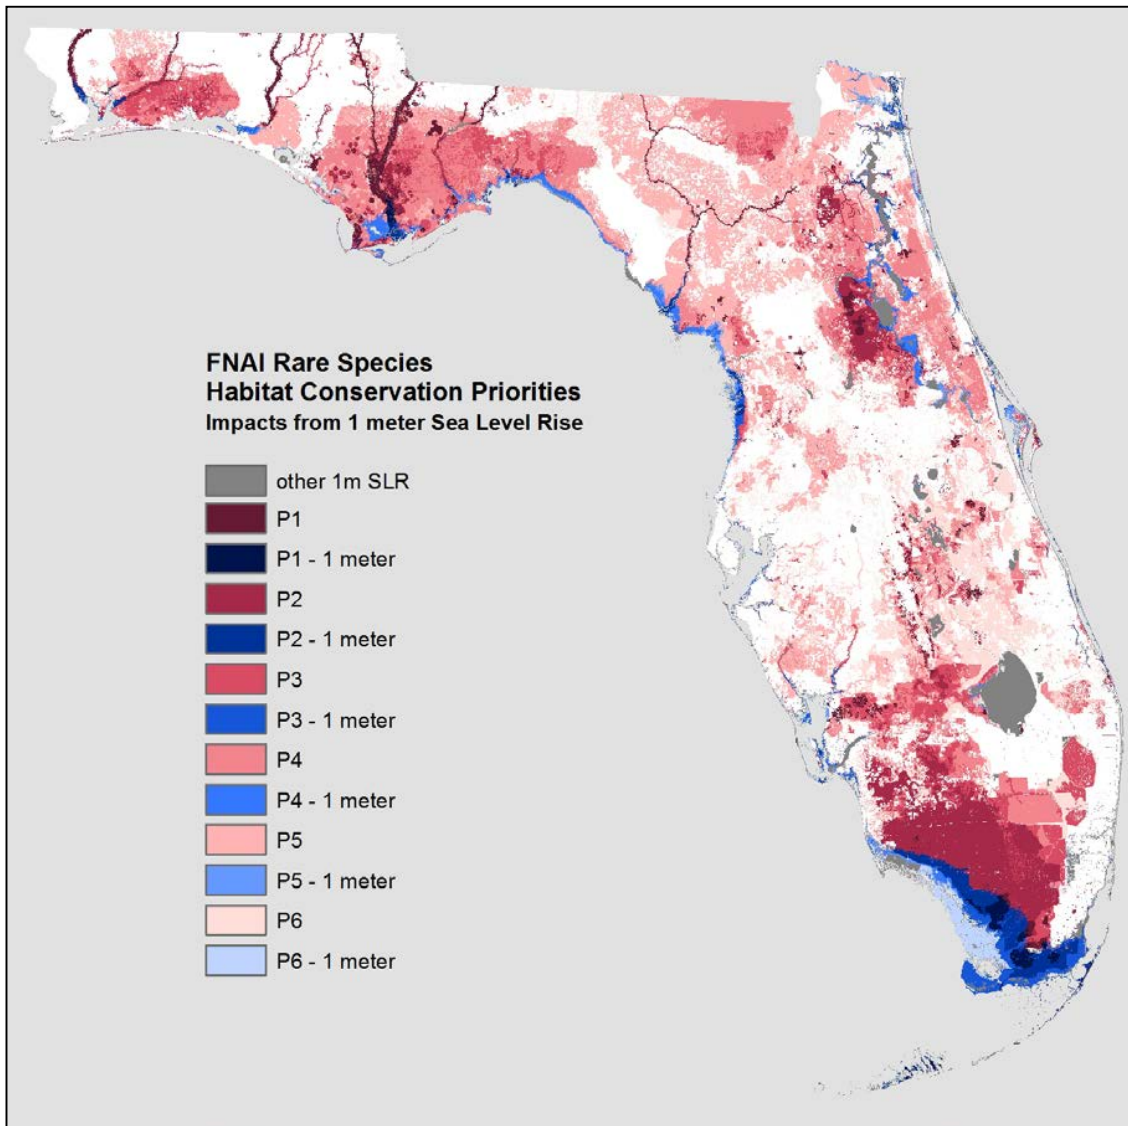 FNAI Rare Species
Habitat Conservation Priorities
Impacts from 1 meter Sea Level Rise
other 1m SLR
P1
P1 - 1 meter
P2
P2 - 1 meter
P3
P3 - 1 meter
P4
P4 - 1 meter
P5
P5 - 1 meter
P6
P6 - 1 meter